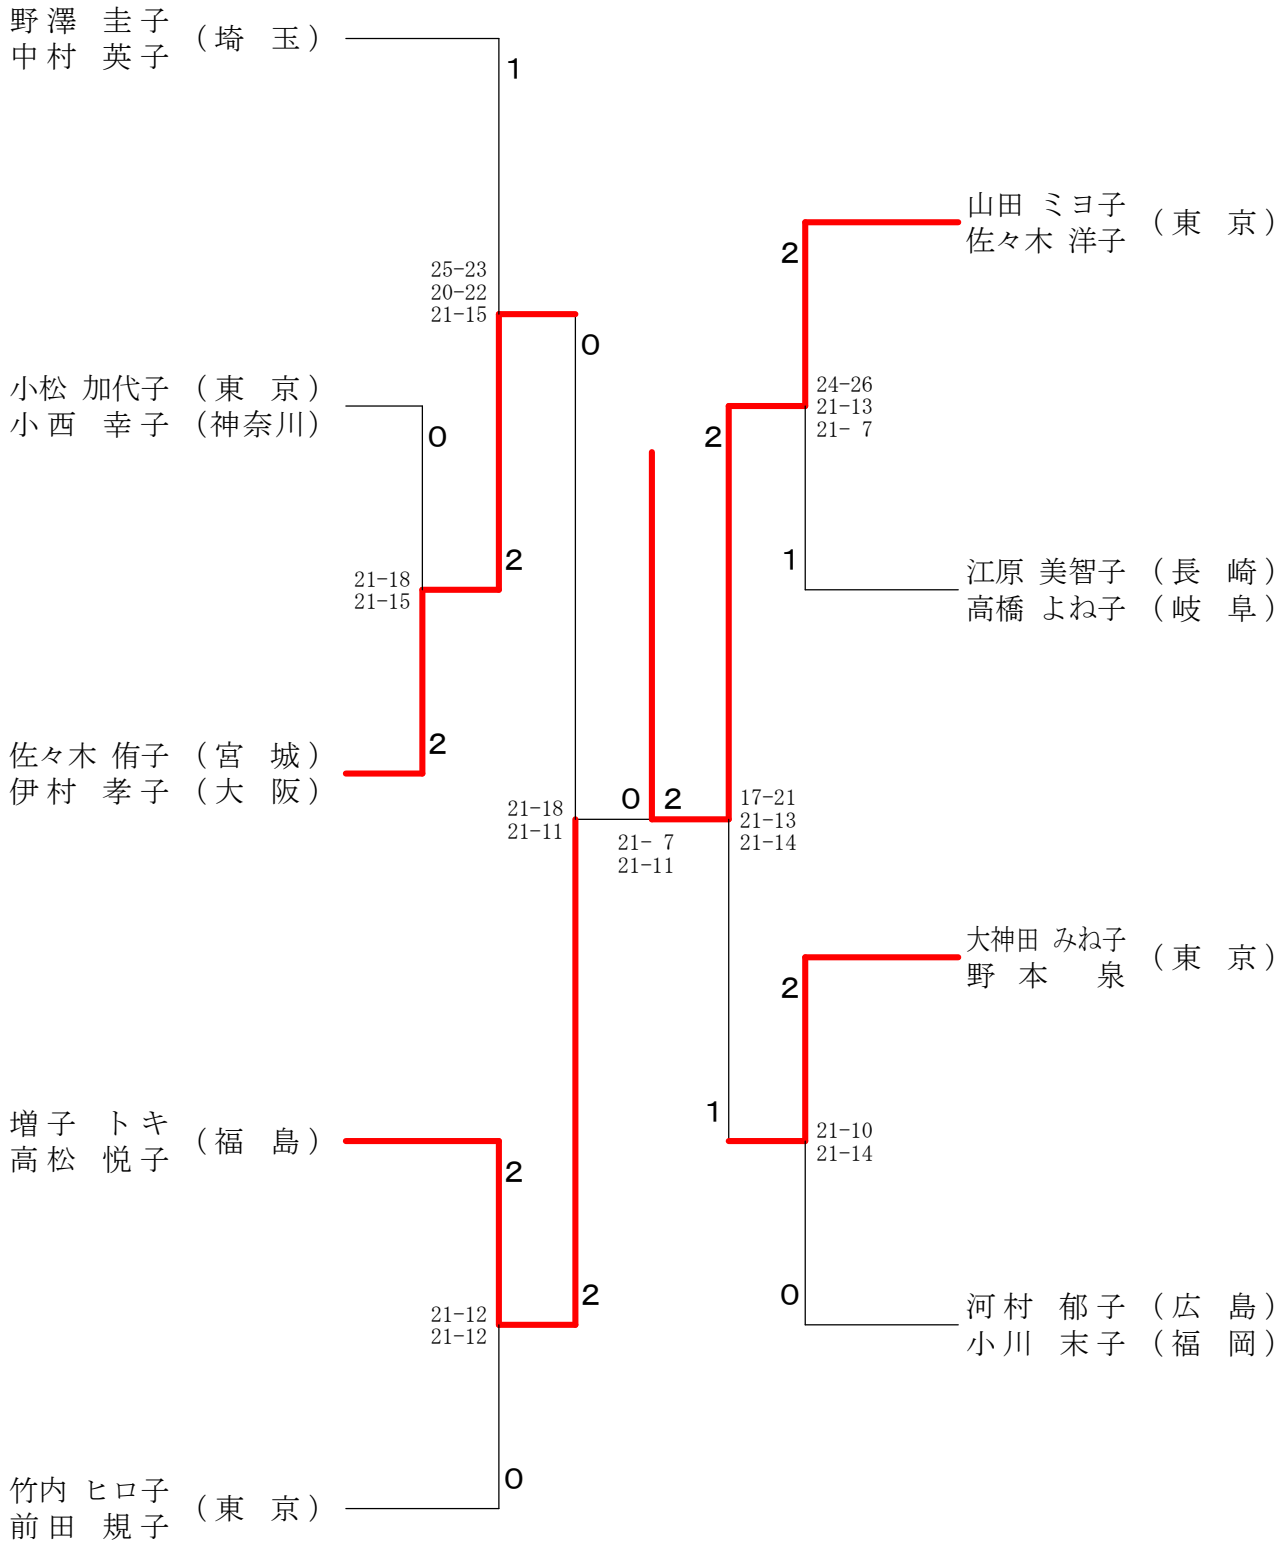 野澤 圭子
中村 英子
(埼 玉)
1
25-23
20-22
21-15
0
小松 加代子 (東 京)
小西 幸子 (神奈川)
0
2
21-18
21-15
佐々木 侑子 (宮 城)
伊村 孝子 (大 阪)
2
21-18
21-11
0 2
21- 7
21-11
増子 トキ
高松 悦子
(福 島)
2
21-12
21-12
2
竹内 ヒロ子
前田 規子
(東 京)
0
山田 ミヨ子
佐々木 洋子
(東 京)
2
24-26
21-13
21- 7
2
1
江原 美智子 (長 崎)
高橋 よね子 (岐 阜)
17-21
21-13
21-14
大神田 みね子
野本 泉
(東 京)
2
1
21-10
21-14
0
河村 郁子 (広 島)
小川 末子 (福 岡)